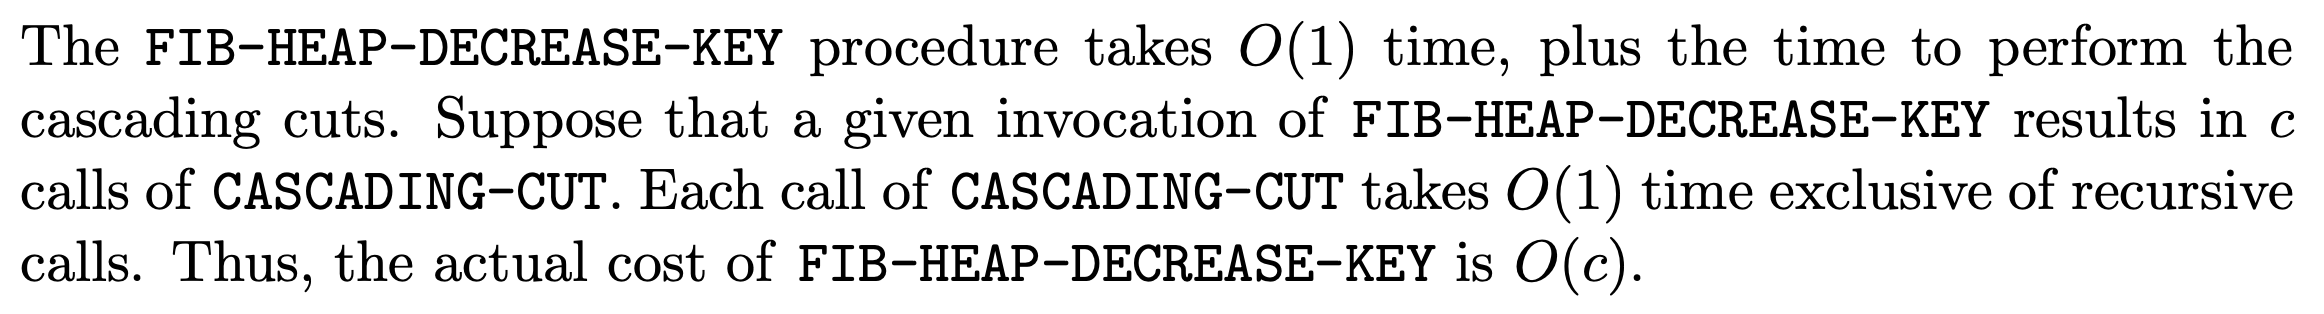 The FIB-HEAP-DECREASE-KEY procedure takes O(1) time, plus the time to perform the
cascading cuts. Suppose that a given invocation of FIB-HEAP-DECREASE-KEY results in c
calls of CASCADING-CUT. Each call of CASCADING-CUT takes O(1) time exclusive of recursive
calls. Thus, the actual cost of FIB-HEAP-DECREASE-KEY is O(c).